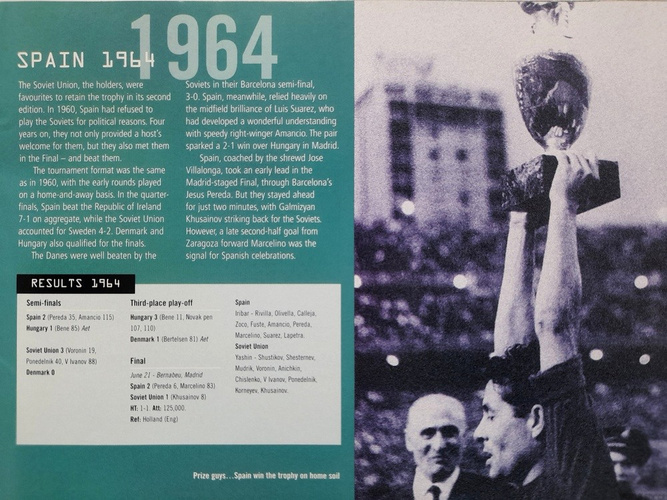 SPAIN 1964
1964
The Soviet Union, the holders, were
favourites to retain the trophy in its second
edition. In 1960, Spain had refused to
play the Soviets for political reasons. Four
years on, they not only provided a host's
welcome for them, but they also met them
in the Final – and beat them.
The tournament format was the same
as in 1960, with the early rounds played
on a home-and-away basis. In the quarter-
finals, Spain beat the Republic of Ireland
7-1 on aggregate, while the Soviet Union
accounted for Sweden 4-2. Denmark and
Hungary also qualified for the finals.
The Danes were well beaten by the
Soviets in their Barcelona semi-final,
3-0. Spain, meanwhile, relied heavily on
the midfield brilliance of Luis Suarez, who
had developed a wonderful understanding
with speedy right-winger Amancio. The pair
sparked a 2-1 win over Hungary in Madrid.
Spain, coached by the shrewd Jose
Villalonga, took an early lead in the
Madrid-staged Final, through Barcelona's
Jesus Pereda. But they stayed ahead
for just two minutes, with Galmizyan
Khusainov striking back for the Soviets.
However, a late second-half goal from
Zaragoza forward Marcelino was the
signal for Spanish celebrations.
RESULTS 1964
Semi-finals
Spain 2 (Pereda 35, Amancio 115)
Hungary 1 (Bene 85) Aet
Soviet Union 3 (Voronin 19,
Ponedelnik 40, V Ivanov 88)
Denmark 0
Third-place play-off
Hungary 3 (Bene 11, Novak pen
107, 110)
Denmark 1 (Bertelsen 81) Aet
Final
June 21 - Bernabeu, Madrid
Spain 2 (Pereda 6, Marcelino 83)
Soviet Union 1 (Khusainov 8)
HT: 1-1. Att: 125,000.
Ref: Holland (Eng)
Spain
Iribar - Rivilla, Olivella, Calleja,
Zoco, Fuste, Amancio, Pereda,
Marcelino, Suarez, Lapetra.
Soviet Union
Yashin - Shustikov, Shesternev,
Mudrik, Voronin, Anichkin,
Chislenko, V Ivanov, Ponedelnik,
Korneyev, Khusainov.
Prize guys...Spain win the trophy on home soil